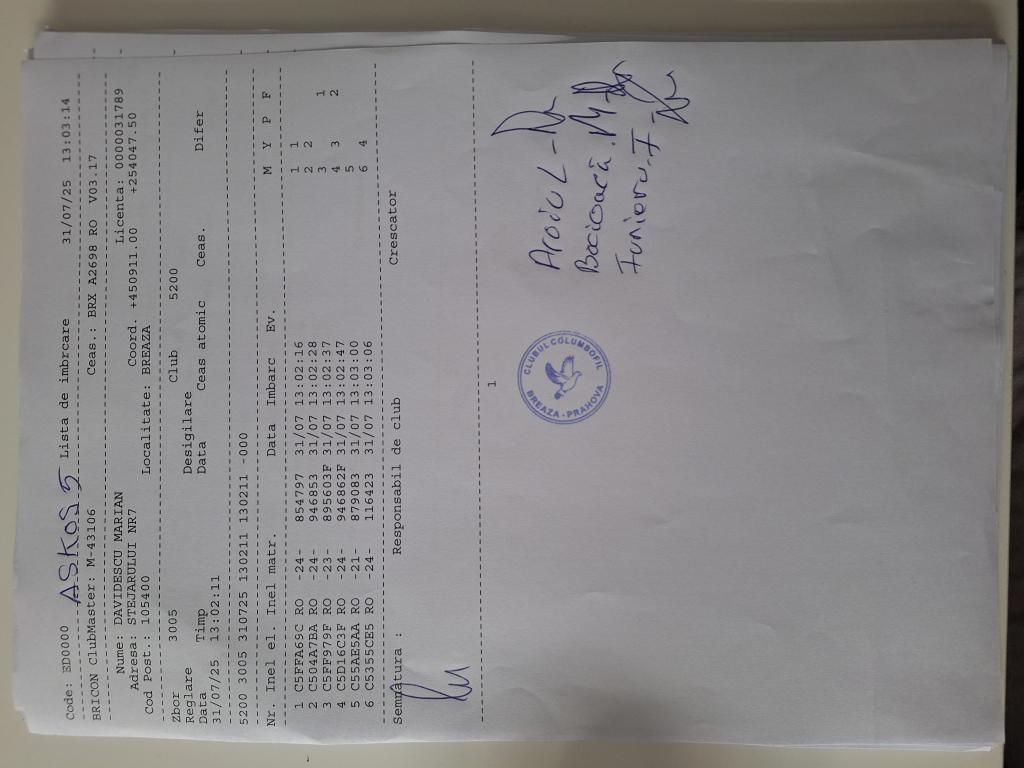 Code: ED0000 ASKOS 5 Lista de imbarcare 31/07/25 13:03:14
BRICON ClubMaster: M-43106 Ceas.: BRX A2698 RO V03.17
Nume: DAVIDESCU MARIAN Licenta: 0000031789
Adresa: STEJARULUI NR7 Coord. +450911.00 +254047.50
Cod Post.: 105400 Localitate: BREAZA
Zbor 3005 Club 5200
Reglare Desigilare
Data Timp Data Ceas atomic Ceas. Difer
31/07/25 13:02:11
5200 3005 310725 130211 130211 -000
Nr. Inel el. Inel matr. Data Imbarc Ev. M Y P F
1 C5FFA69C RO -24- 854797 31/07 13:02:16 1 1
2 C504A7BA RO -24- 946853 31/07 13:02:28 2 2
3 C5FF979F RO -23- 895603F 31/07 13:02:37 3 1
4 C5D16C3F RO -24- 946862F 31/07 13:02:47 4 3 2
5 C55AE5AA RO -21- 879083 31/07 13:03:00 5
6 C5355CE5 RO -24- 116423 31/07 13:03:06 6 4
Semnătura : Responsabil de club Crescator
1
CLUBUL COLUMBOFIL
BREAZA - PRAHOVA